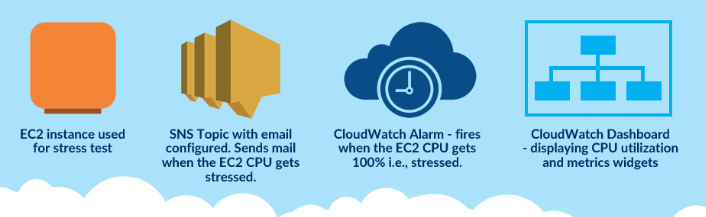 EC2 instance used
for stress test
SNS Topic with email
configured. Sends mail
when the EC2 CPU gets
stressed.
CloudWatch Alarm - fires
when the EC2 CPU gets
100% i.e., stressed.
CloudWatch Dashboard
- displaying CPU utilization
and metrics widgets